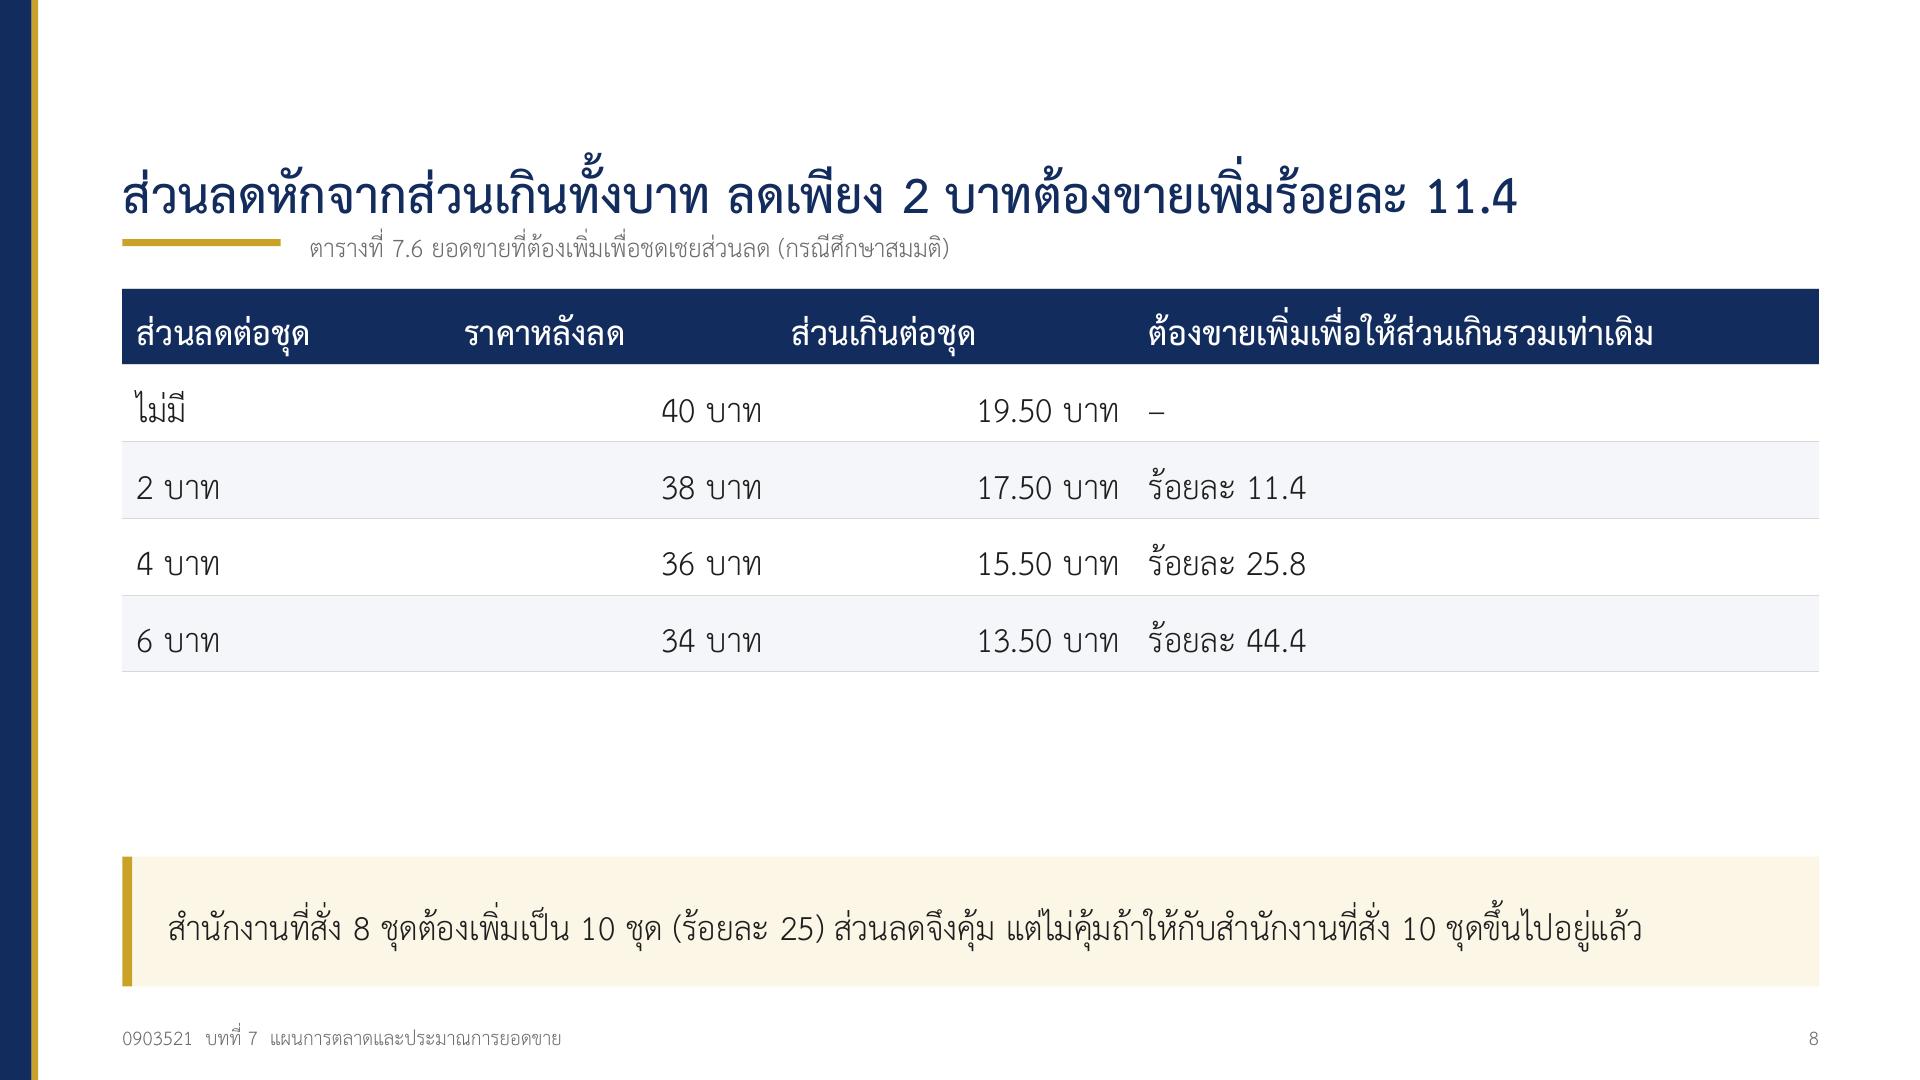 ส่วนลดหักจากส่วนเกินทั้งบาท ลดเพียง 2 บาทต้องขายเพิ่มร้อยละ 11.4
ตารางที่ 7.6 ยอดขายที่ต้องเพิ่มเพื่อชดเชยส่วนลด (กรณีศึกษาสมมติ)
ส่วนลดต่อชุด ราคาหลังลด ส่วนเกินต่อชุด ต้องขายเพิ่มเพื่อให้ส่วนเกินรวมเท่าเดิม
ไม่มี 40 บาท 19.50 บาท –
2 บาท 38 บาท 17.50 บาท ร้อยละ 11.4
4 บาท 36 บาท 15.50 บาท ร้อยละ 25.8
6 บาท 34 บาท 13.50 บาท ร้อยละ 44.4
สำนักงานที่สั่ง 8 ชุดต้องเพิ่มเป็น 10 ชุด (ร้อยละ 25) ส่วนลดจึงคุ้ม แต่ไม่คุ้มถ้าให้กับสำนักงานที่สั่ง 10 ชุดขึ้นไปอยู่แล้ว
0903521 บทที่ 7 แผนการตลาดและประมาณการยอดขาย 8